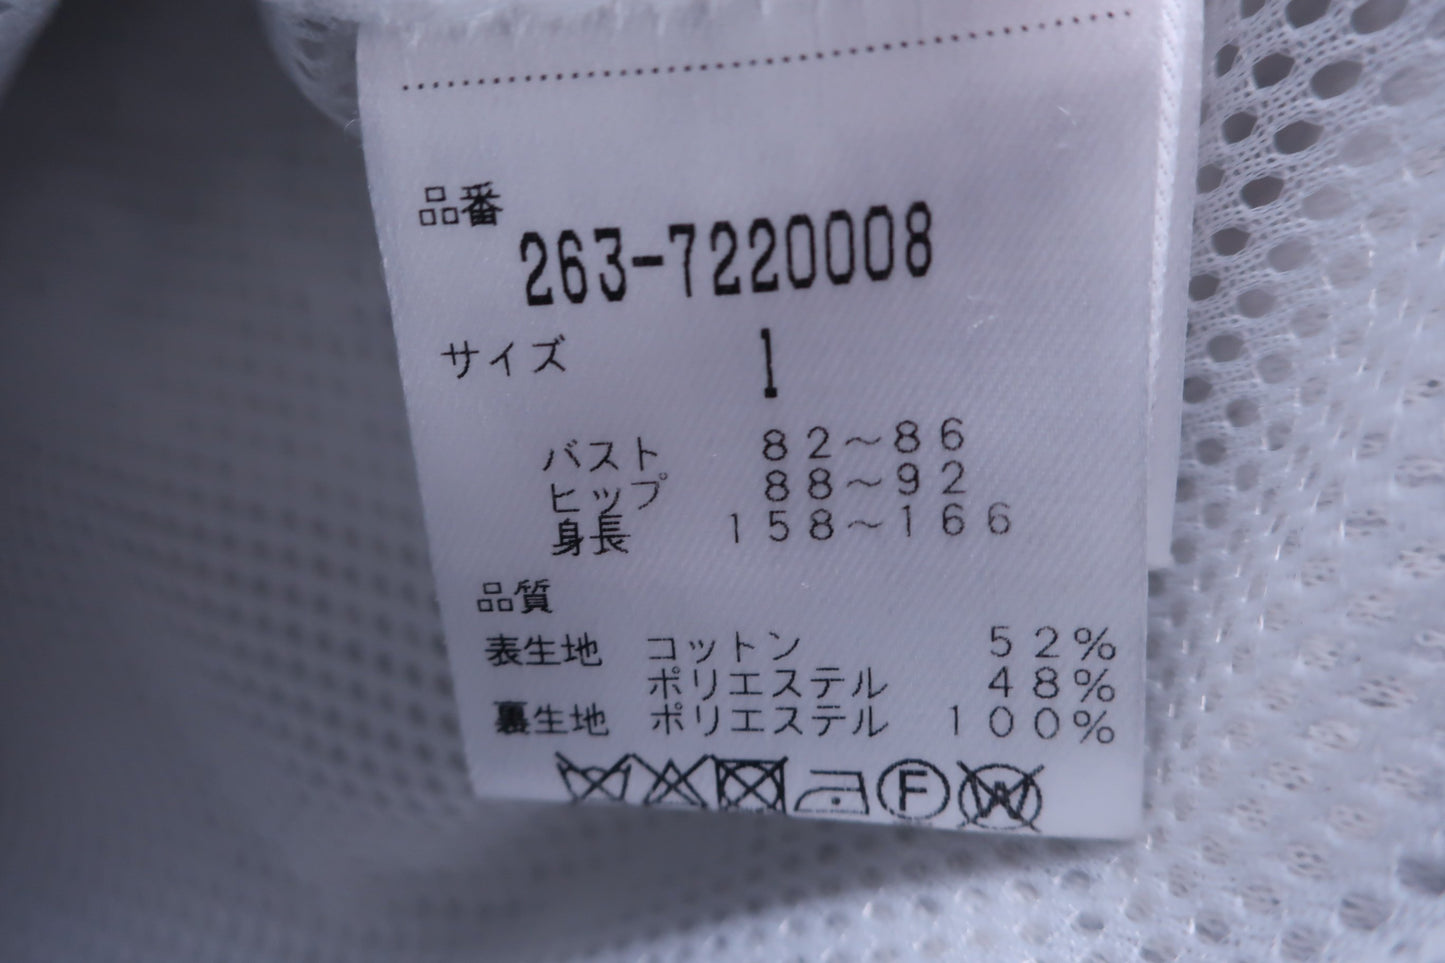 品番
263-7220008
サイズ 1
バスト 82～86
ヒップ 88～92
身長 158～166
品質
表生地 コットン 52%
ポリエステル 48%
裏生地 ポリエステル 100%
F W